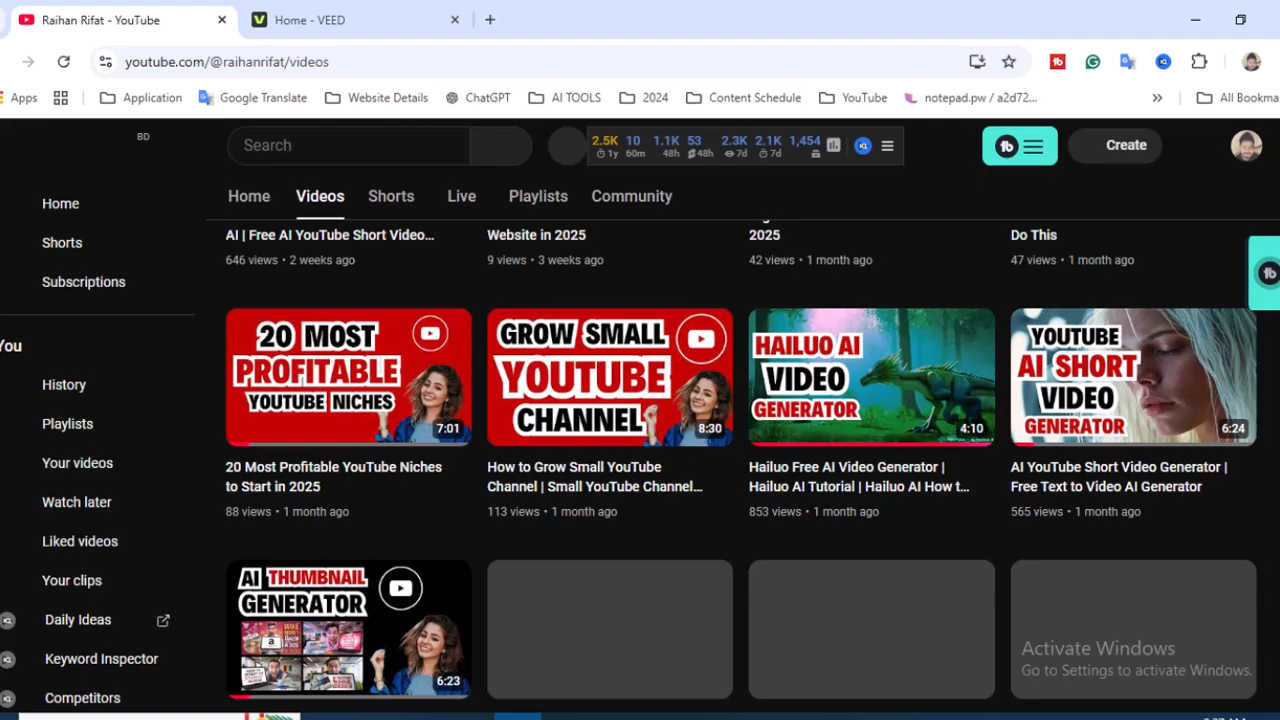 Raihan Rifat - YouTube
Home - VEED
youtube.com/@raihanrifat/videos
Apps
Application
Google Translate
Website Details
ChatGPT
AI TOOLS
2024
Content Schedule
YouTube
notepad.pw / a2d72...
All Bookma
BD
Search
2.5K 10 1.1K 53 2.3K 2.1K 1,454
1y 60m 48h 48h 7d 7d
Create
Home
Videos
Shorts
Live
Playlists
Community
Home
Shorts
Subscriptions
You
History
Playlists
Your videos
Watch later
Liked videos
Your clips
Daily Ideas
Keyword Inspector
Competitors
AI | Free AI YouTube Short Video...
646 views • 2 weeks ago
Website in 2025
9 views • 3 weeks ago
2025
42 views • 1 month ago
Do This
47 views • 1 month ago
20 MOST
PROFITABLE
YOUTUBE NICHES
7:01
20 Most Profitable YouTube Niches
to Start in 2025
88 views • 1 month ago
GROW SMALL
YOUTUBE
CHANNEL
8:30
How to Grow Small YouTube
Channel | Small YouTube Channel...
113 views • 1 month ago
HAILUO AI
VIDEO
GENERATOR
4:10
Hailuo Free AI Video Generator |
Hailuo AI Tutorial | Hailuo AI How t...
853 views • 1 month ago
YOUTUBE
AI SHORT
VIDEO
GENERATOR
6:24
AI YouTube Short Video Generator |
Free Text to Video AI Generator
565 views • 1 month ago
AI THUMBNAIL
GENERATOR
6:23
Activate Windows
Go to Settings to activate Windows.